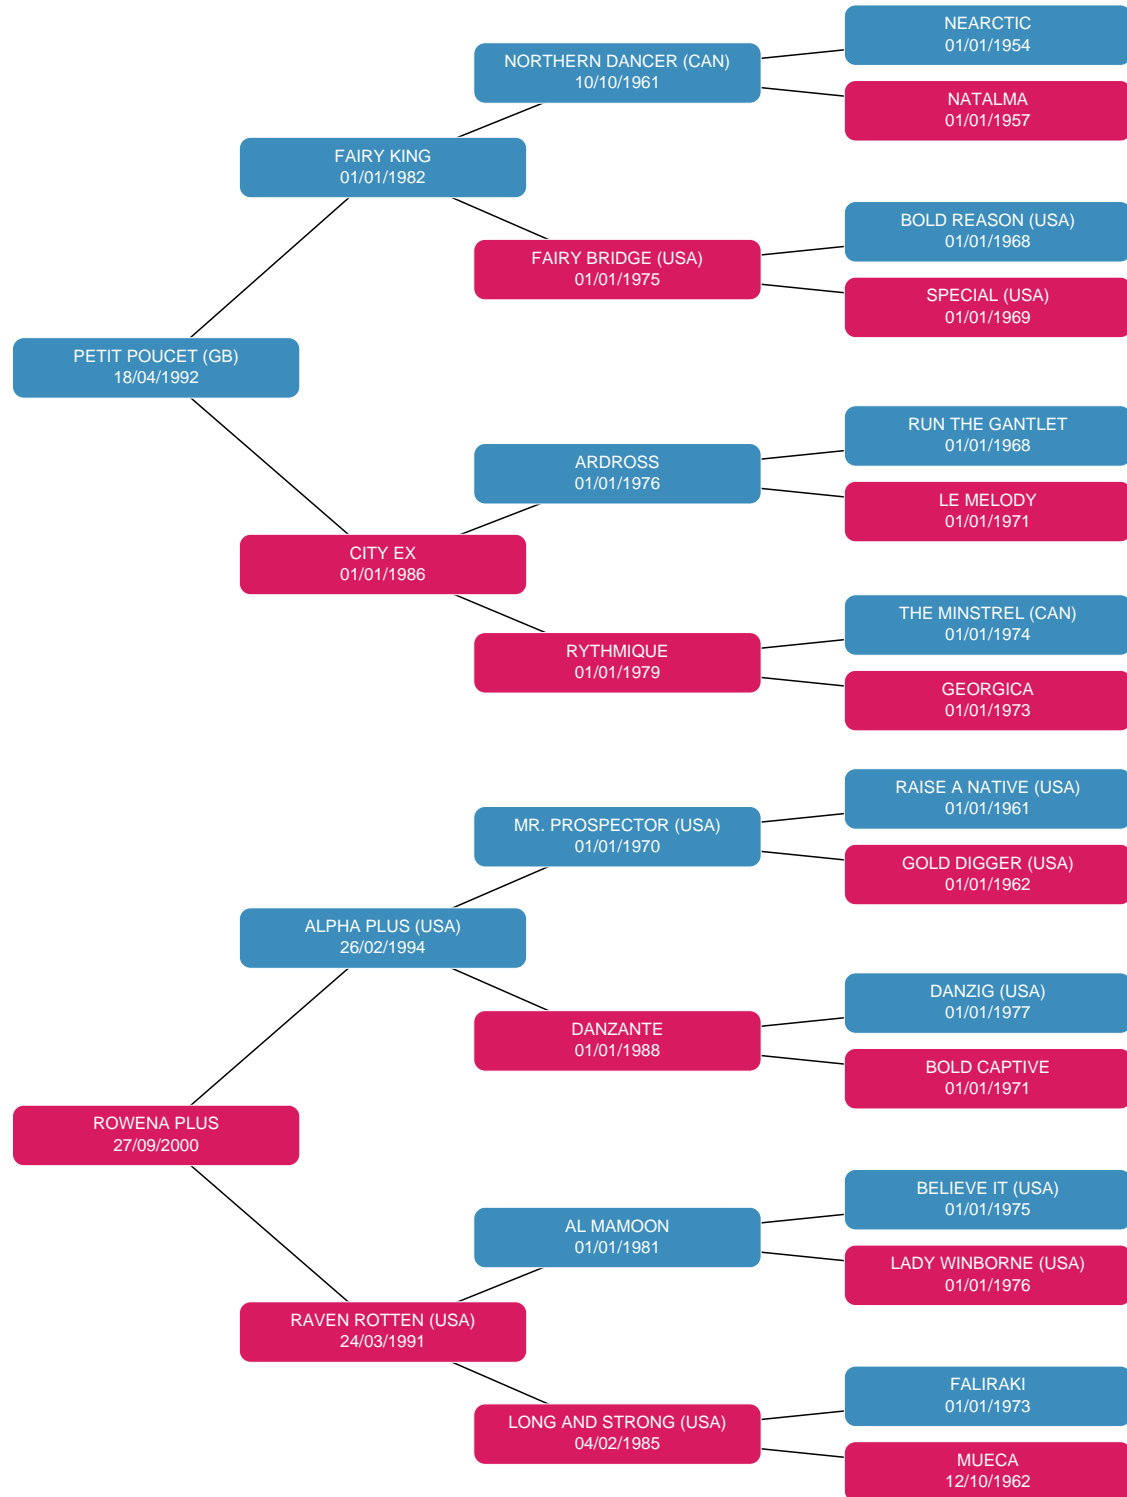 NEARCTIC
01/01/1954
NORTHERN DANCER (CAN)
10/10/1961
NATALMA
01/01/1957
FAIRY KING
01/01/1982
BOLD REASON (USA)
01/01/1968
FAIRY BRIDGE (USA)
01/01/1975
SPECIAL (USA)
01/01/1969
PETIT POUCET (GB)
18/04/1992
RUN THE GANTLET
01/01/1968
ARDROSS
01/01/1976
LE MELODY
01/01/1971
CITY EX
01/01/1986
THE MINSTREL (CAN)
01/01/1974
RYTHMIQUE
01/01/1979
GEORGICA
01/01/1973
RAISE A NATIVE (USA)
01/01/1961
MR. PROSPECTOR (USA)
01/01/1970
GOLD DIGGER (USA)
01/01/1962
ALPHA PLUS (USA)
26/02/1994
DANZIG (USA)
01/01/1977
DANZANTE
01/01/1988
BOLD CAPTIVE
01/01/1971
ROWENA PLUS
27/09/2000
BELIEVE IT (USA)
01/01/1975
AL MAMOON
01/01/1981
LADY WINBORNE (USA)
01/01/1976
RAVEN ROTTEN (USA)
24/03/1991
FALIRAKI
01/01/1973
LONG AND STRONG (USA)
04/02/1985
MUECA
12/10/1962